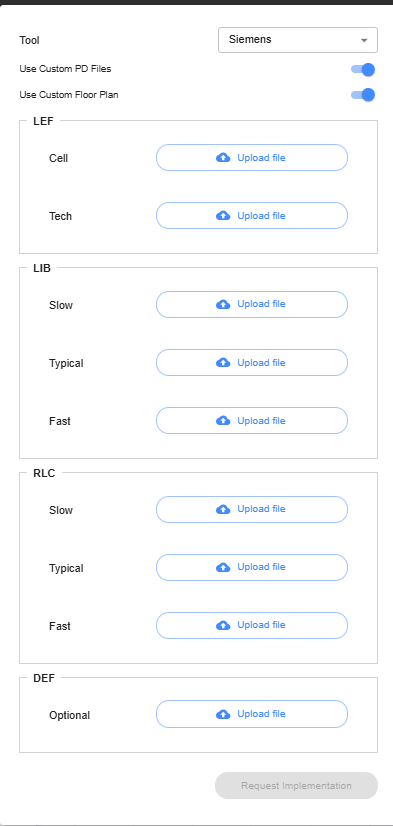 Tool Siemens
Use Custom PD Files
Use Custom Floor Plan
LEF
Cell Upload file
Tech Upload file
LIB
Slow Upload file
Typical Upload file
Fast Upload file
RLC
Slow Upload file
Typical Upload file
Fast Upload file
DEF
Optional Upload file
Request Implementation